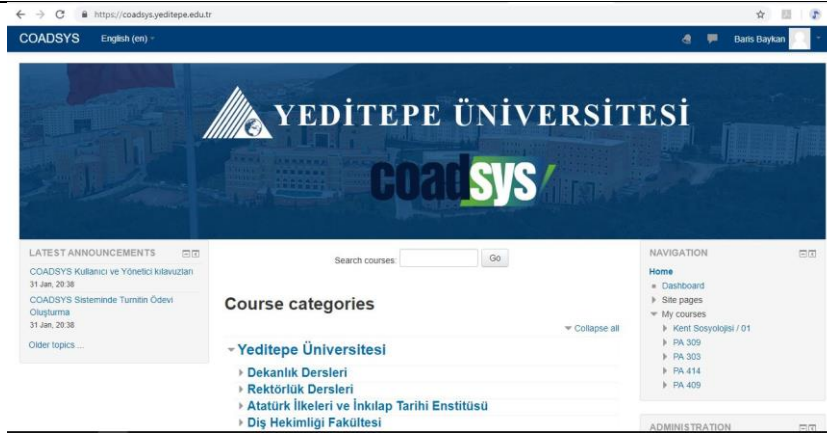 https://coadsys.yeditepe.edu.tr
COADSYS English (en) Baris Baykan
YEDİTEPE ÜNİVERSİTESİ
coadsys
LATEST ANNOUNCEMENTS
COADSYS Kullanıcı ve Yönetici kılavuzları
31 Jan, 20:38
COADSYS Sisteminde Turnitin Ödevi
Oluşturma
31 Jan, 20:38
Older topics ...
Search courses: Go
Course categories
Collapse all
Yeditepe Üniversitesi
Dekanlık Dersleri
Rektörlük Dersleri
Atatürk İlkeleri ve İnkılap Tarihi Enstitüsü
Diş Hekimliği Fakültesi
NAVIGATION
Home
Dashboard
Site pages
My courses
Kent Sosyolojisi / 01
PA 309
PA 303
PA 414
PA 409
ADMINISTRATION